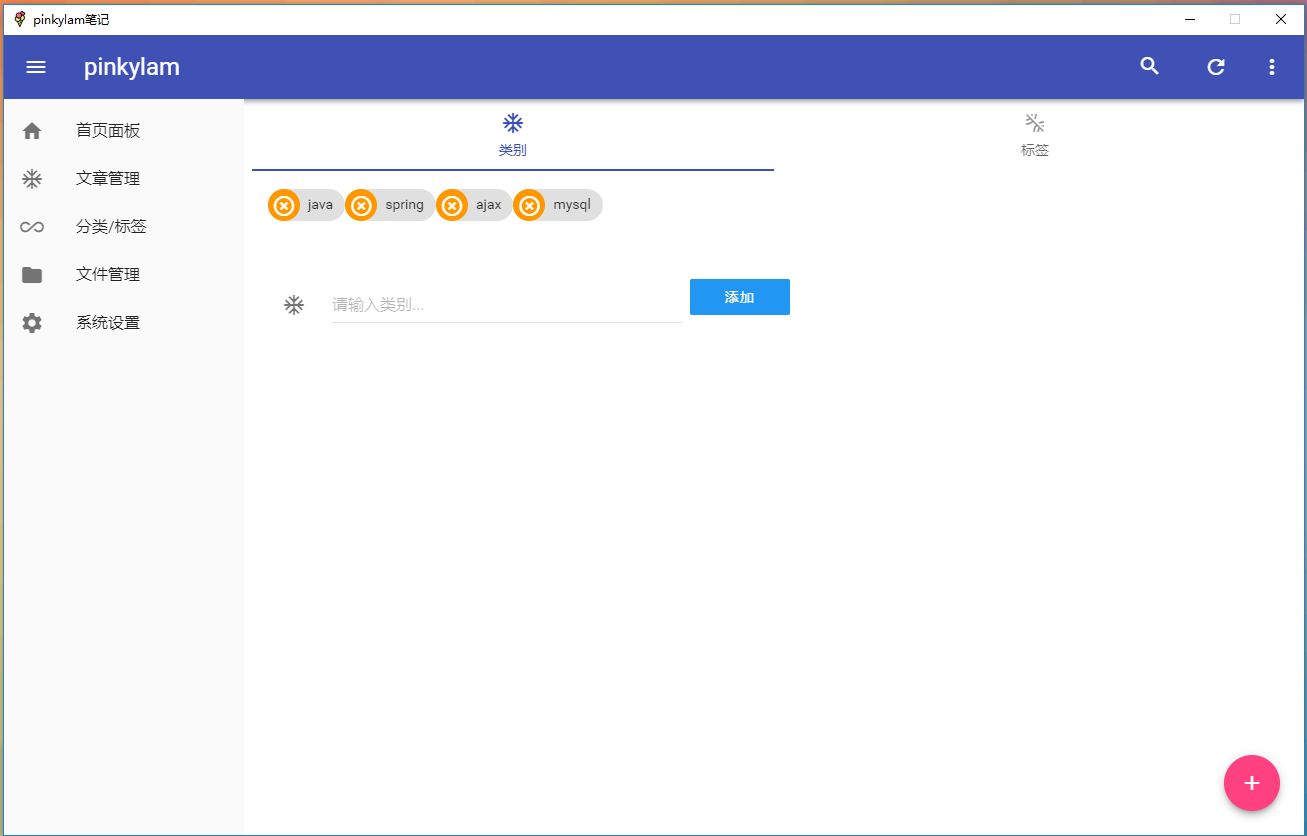 pinkylam笔记
pinkylam
首页面板
文章管理
分类/标签
文件管理
系统设置
类别
标签
java spring ajax mysql
请输入类别...
添加